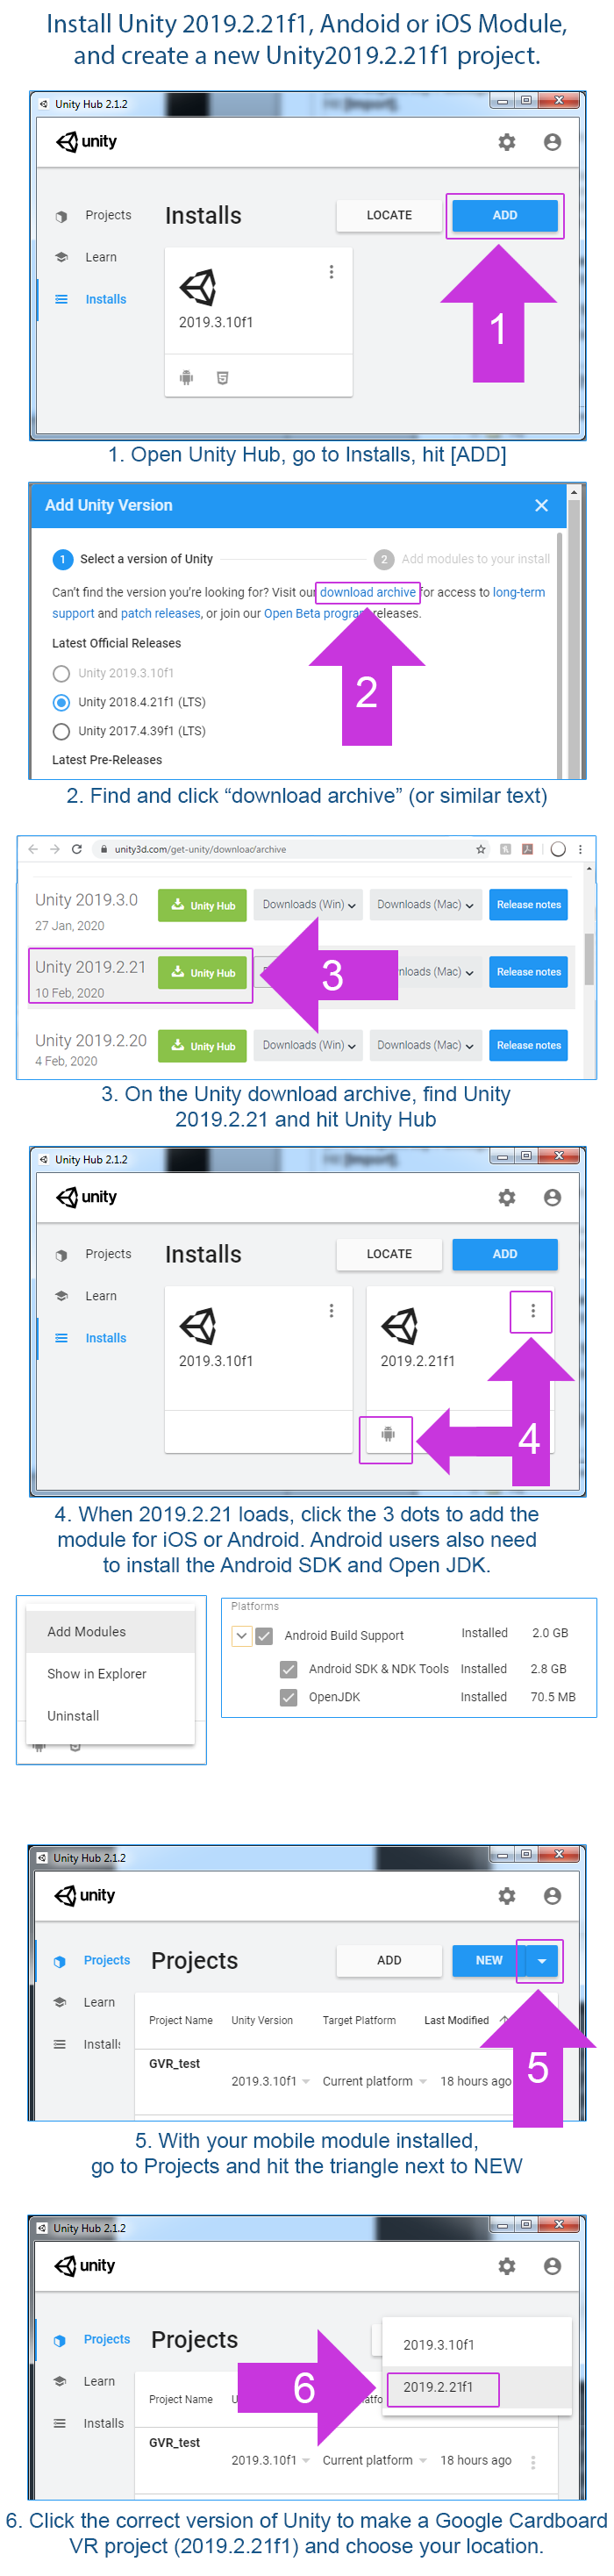 Install Unity 2019.2.21f1, Andoid or iOS Module,
and create a new Unity2019.2.21f1 project.
Unity Hub 2.1.2
unity
Projects
Learn
Installs
Installs
LOCATE
ADD
2019.3.10f1
1
1. Open Unity Hub, go to Installs, hit [ADD]
Add Unity Version
1 Select a version of Unity
2 Add modules to your install
Can't find the version you're looking for? Visit our download archive for access to long-term
support and patch releases, or join our Open Beta program releases.
Latest Official Releases
Unity 2019.3.10f1
Unity 2018.4.21f1 (LTS)
Unity 2017.4.39f1 (LTS)
Latest Pre-Releases
2
2. Find and click “download archive” (or similar text)
unity3d.com/get-unity/download/archive
Unity 2019.3.0 Unity Hub Downloads (Win) Downloads (Mac) Release notes
27 Jan, 2020
Unity 2019.2.21 Unity Hub Downloads (Mac) Release notes
10 Feb, 2020
3
Unity 2019.2.20 Unity Hub Downloads (Win) Downloads (Mac) Release notes
4 Feb, 2020
3. On the Unity download archive, find Unity
2019.2.21 and hit Unity Hub
Unity Hub 2.1.2
unity
Projects
Learn
Installs
Installs
LOCATE
ADD
2019.3.10f1
2019.2.21f1
4
4. When 2019.2.21 loads, click the 3 dots to add the
module for iOS or Android. Android users also need
to install the Android SDK and Open JDK.
Add Modules
Show in Explorer
Uninstall
Platforms
Android Build Support Installed 2.0 GB
Android SDK & NDK Tools Installed 2.8 GB
OpenJDK Installed 70.5 MB
Unity Hub 2.1.2
unity
Projects
Learn
Installs
Projects
ADD
NEW
Project Name Unity Version Target Platform Last Modified
GVR_test
2019.3.10f1 Current platform 18 hours ago
5
5. With your mobile module installed,
go to Projects and hit the triangle next to NEW
Unity Hub 2.1.2
unity
Projects
Learn
Installs
Projects
2019.3.10f1
2019.2.21f1
6
Project Name
GVR_test
2019.3.10f1 Current platform 18 hours ago
6. Click the correct version of Unity to make a Google Cardboard
VR project (2019.2.21f1) and choose your location.